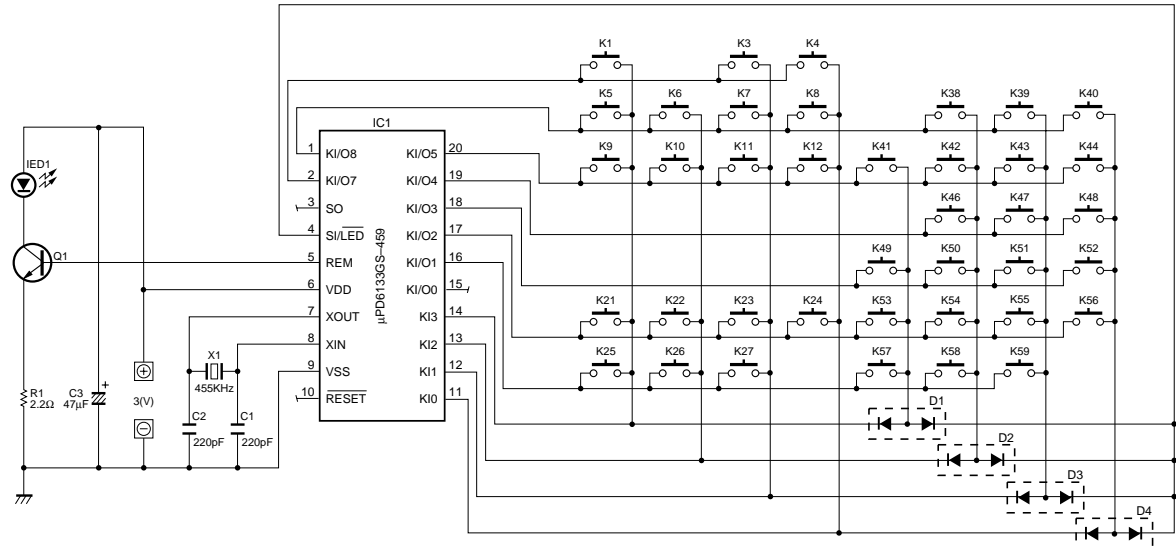 K1 K3 K4
K5 K6 K7 K8 K38 K39 K40
IC1
K9 K10 K11 K12 K41 K42 K43 K44
IED1
1 KI/O8 KI/O5 20
2 KI/O7 KI/O4 19
K46 K47 K48
3 SO KI/O3 18
4 SI/LED KI/O2 17
Q1
K49 K50 K51 K52
5 REM KI/O1 16
6 VDD KI/O0 15
µPD6133GS–459
K21 K22 K23 K24 K53 K54 K55 K56
7 XOUT KI3 14
8 XIN KI2 13
X1
455KHz
K25 K26 K27 K57 K58 K59
9 VSS KI1 12
10 RESET KI0 11
R1
2.2Ω
C3
47µF
+
3(V)
C2
220pF
C1
220pF
D1
D2
D3
D4